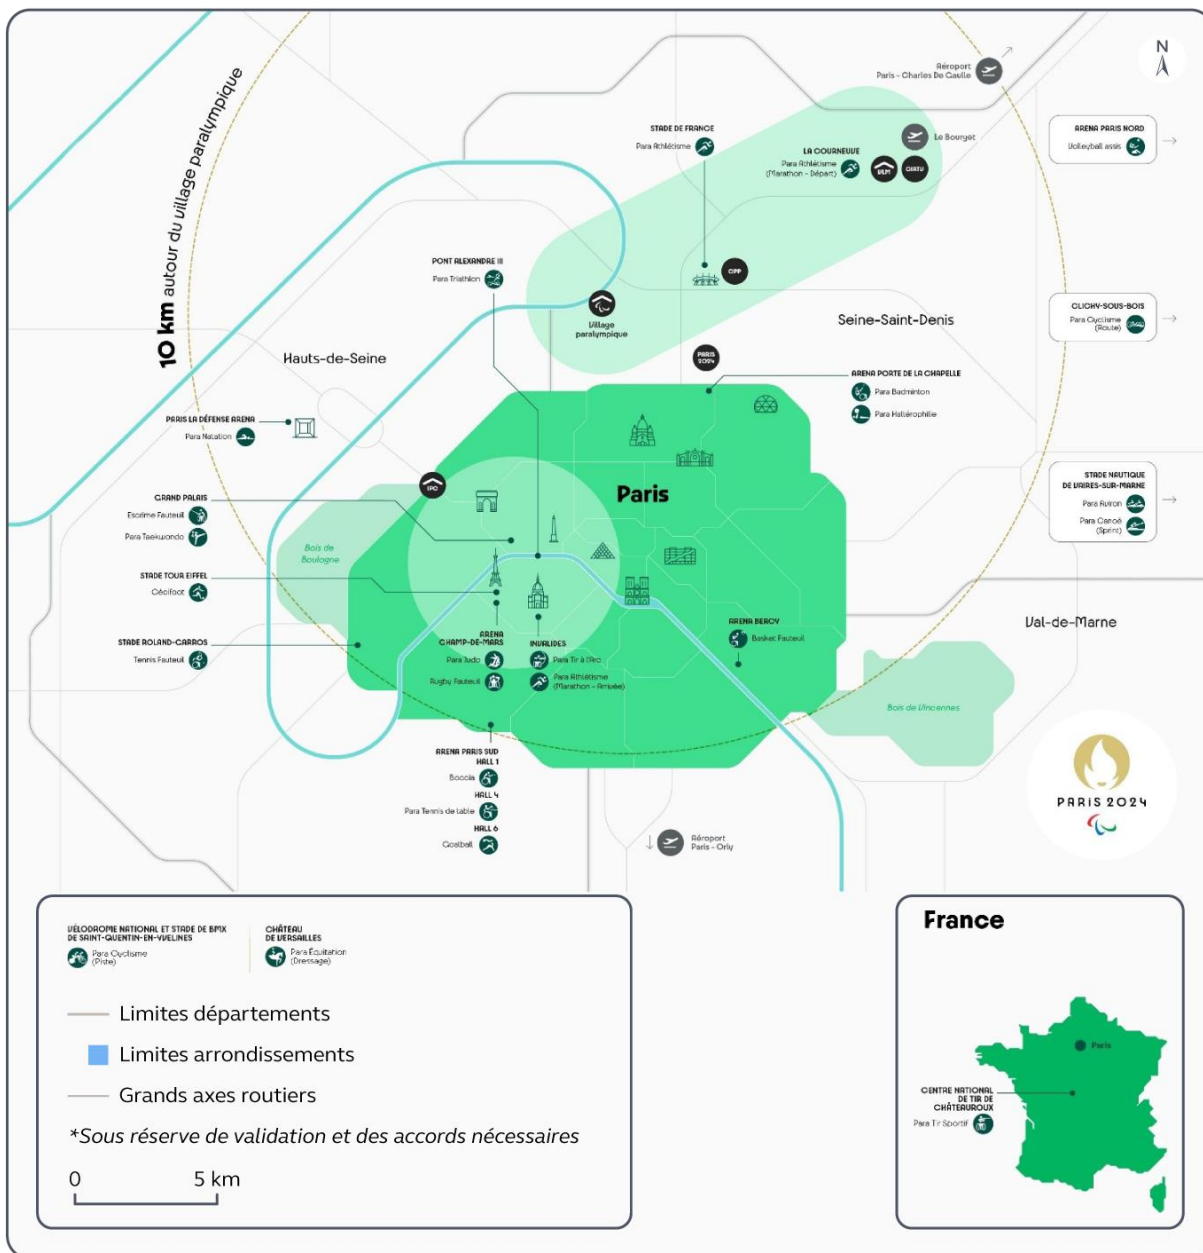 10 km autour du village paralympique
N
Aéroport
Paris - Charles De Gaulle
Le Bourget
STADE DE FRANCE
Para Athlétisme
LA COURNEUVE
Para Athlétisme
(Marathon - Départ)
VLM
ARENA PARIS NORD
Volleyball assis
PONT ALEXANDRE III
Para Triathlon
CIPP
Village
paralympique
Seine-Saint-Denis
CLICHY-SOUS-BOIS
Para Cyclisme
(Route)
Hauts-de-Seine
PARIS
2024
ARENA PORTE DE LA CHAPELLE
Para Badminton
Para Haltérophilie
PARIS LA DÉFENSE ARENA
Para Natation
IPC
Paris
STADE NAUTIQUE
DE VAIRES-SUR-MARNE
Para Aviron
Para Canoë
(Sprint)
GRAND PALAIS
Escrime Fauteuil
Para Taekwondo
Bois de
Boulogne
STADE TOUR EIFFEL
Cécifoot
STADE ROLAND-GARROS
Tennis Fauteuil
ARENA
CHAMP-DE-MARS
Para Judo
Rugby Fauteuil
INVALIDES
Para Tir à l'Arc
Para Athlétisme
(Marathon - Arrivée)
ARENA BERCY
Basket Fauteuil
Val-de-Marne
Bois de Vincennes
ARENA PARIS SUD
HALL 1
Boccia
HALL 4
Para Tennis de table
HALL 6
Goalball
Aéroport
Paris - Orly
PARIS 2024
VÉLODROME NATIONAL ET STADE DE BMX
DE SAINT-QUENTIN-EN-YVELINES
Para Cyclisme
(Piste)
CHÂTEAU
DE VERSAILLES
Para Équitation
(Dressage)
Limites départements
Limites arrondissements
Grands axes routiers
*Sous réserve de validation et des accords nécessaires
0 5 km
France
Paris
CENTRE NATIONAL
DE TIR DE
CHÂTEAUROUX
Para Tir Sportif